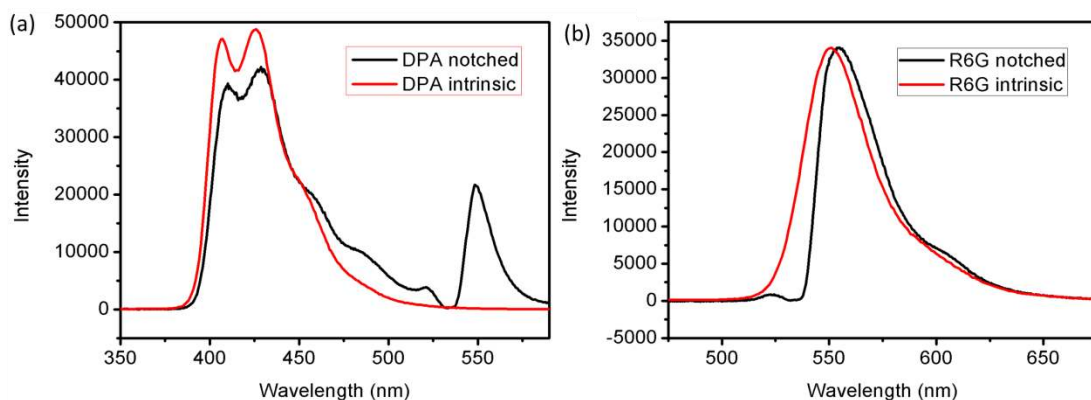 (a)
50000
40000
30000
20000
10000
0
Intensity
DPA notched
DPA intrinsic
350
400
450
500
550
Wavelength (nm)
(b)
35000
30000
25000
20000
15000
10000
5000
0
-5000
Intensity
R6G notched
R6G intrinsic
500
550
600
650
Wavelength (nm)